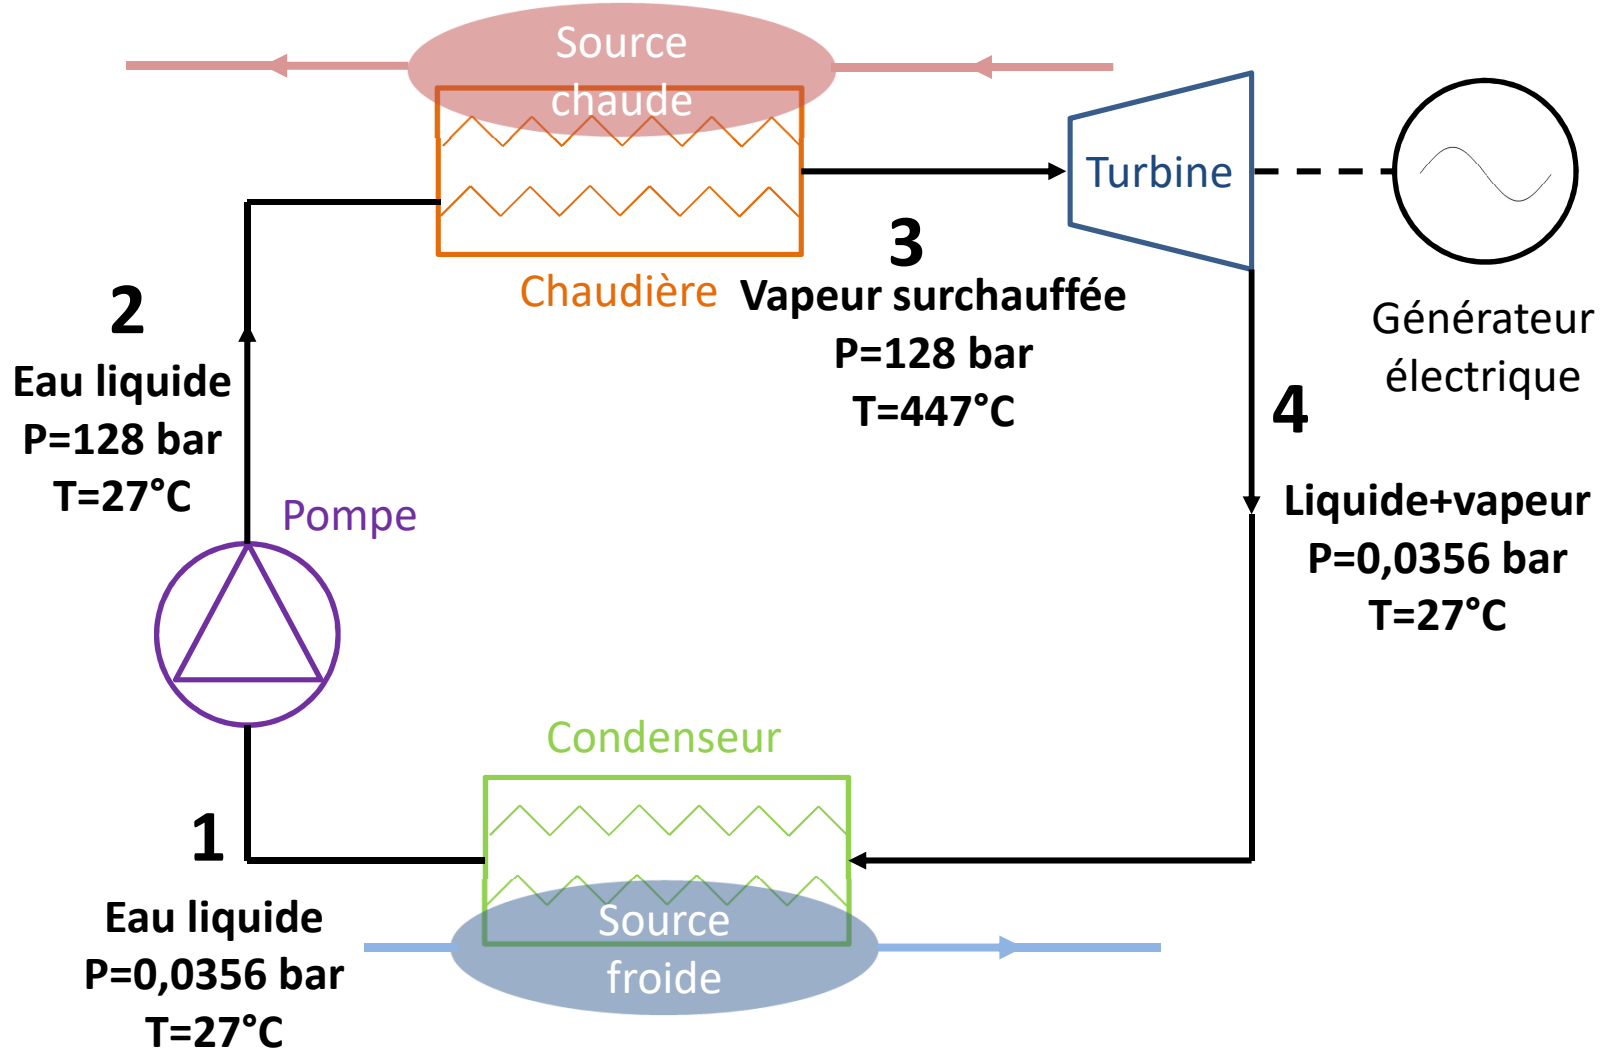 Source
chaude
Turbine
Chaudière
3
Vapeur surchauffée
P=128 bar
T=447°C
Générateur
électrique
2
Eau liquide
P=128 bar
T=27°C
4
Liquide+vapeur
P=0,0356 bar
T=27°C
Pompe
Condenseur
1
Eau liquide
P=0,0356 bar
T=27°C
Source
froide